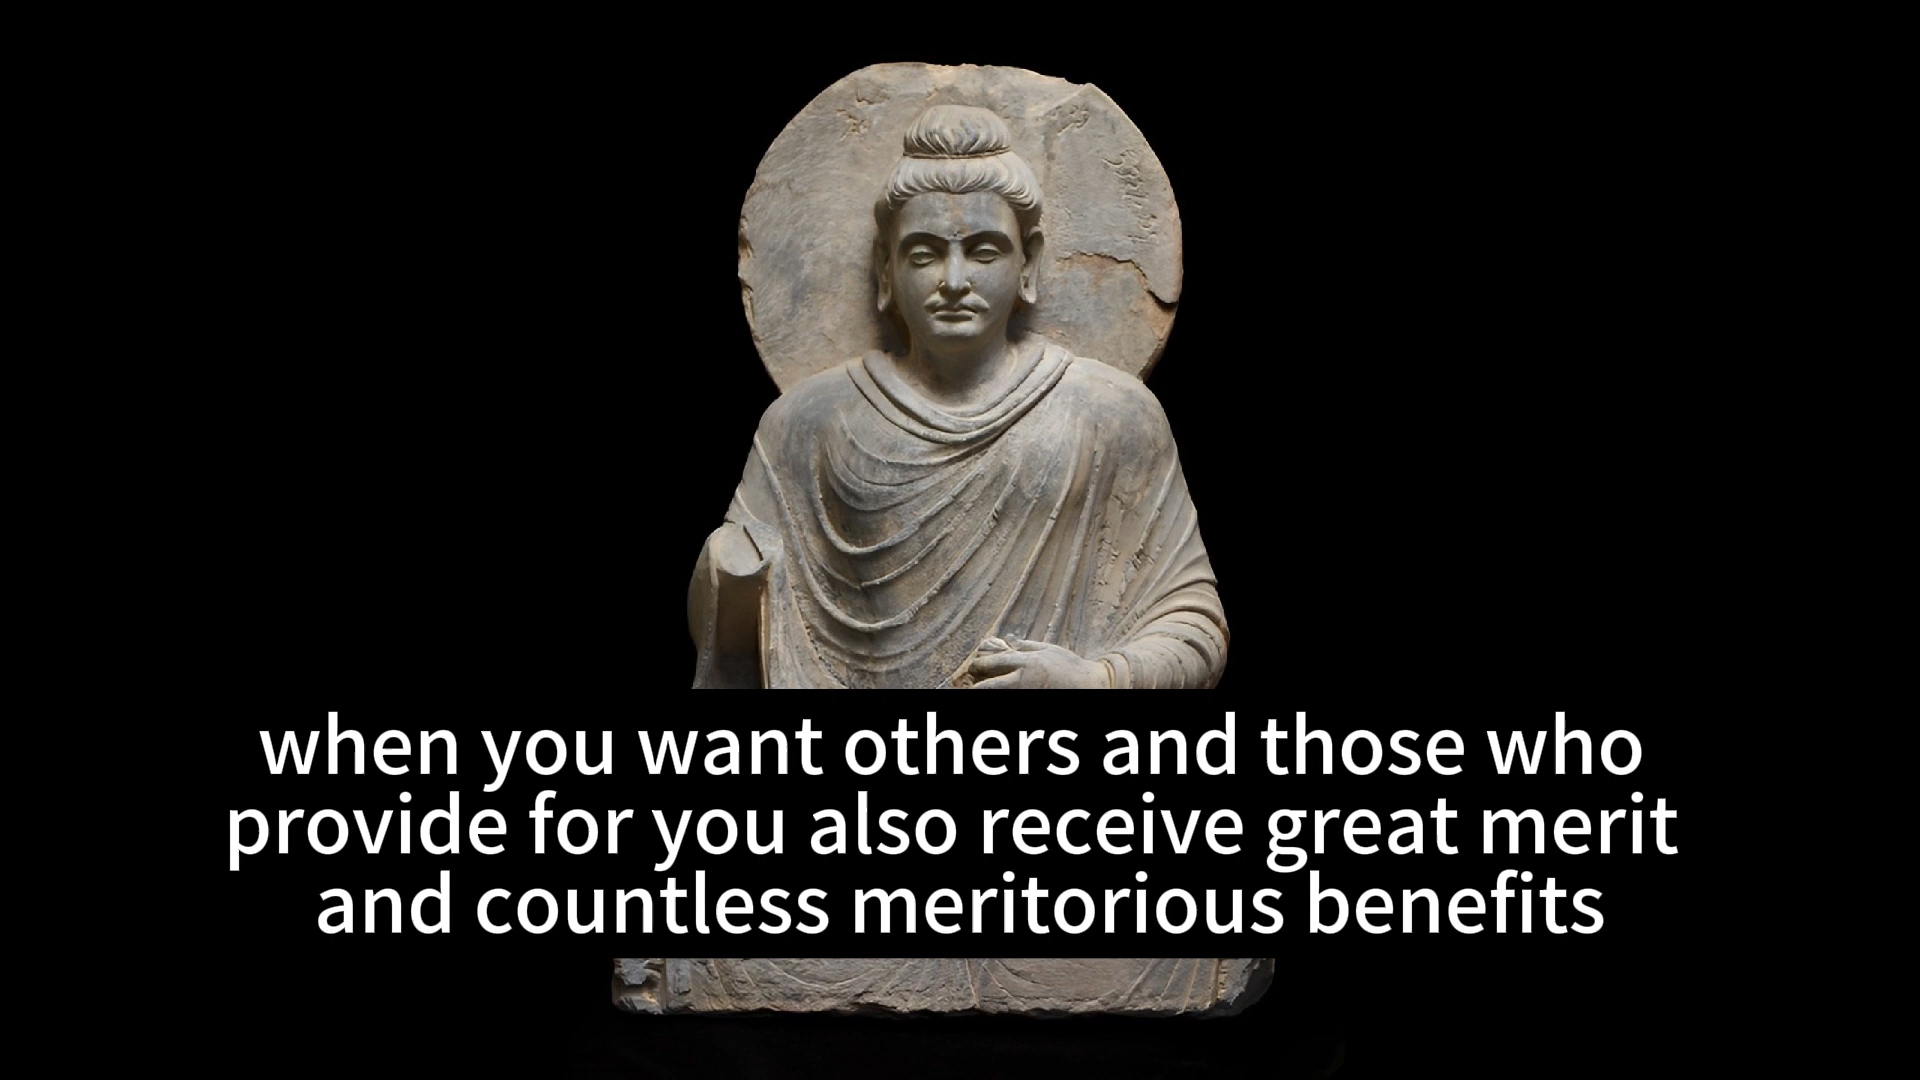 when you want others and those who
provide for you also receive great merit
and countless meritorious benefits